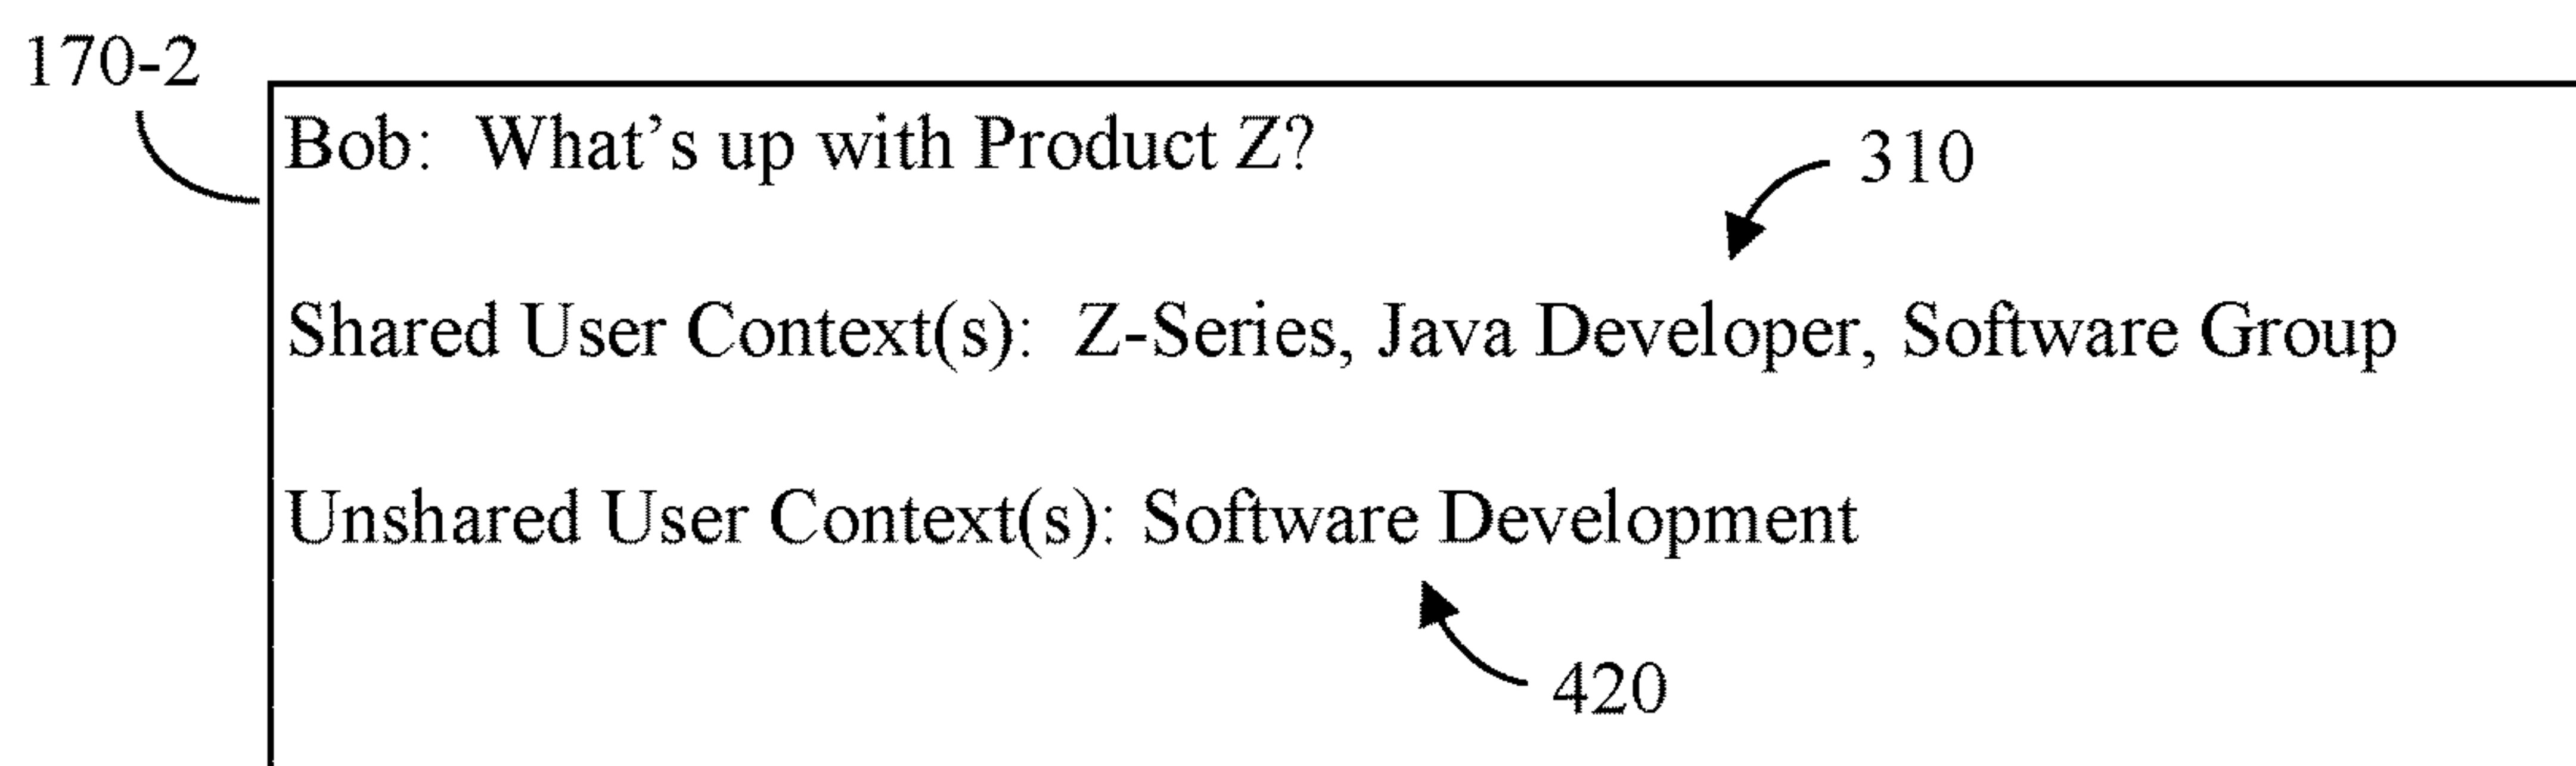 170-2
Bob:  What's up with Product Z?
310
Shared User Context(s):  Z-Series, Java Developer, Software Group
Unshared User Context(s): Software Development
420